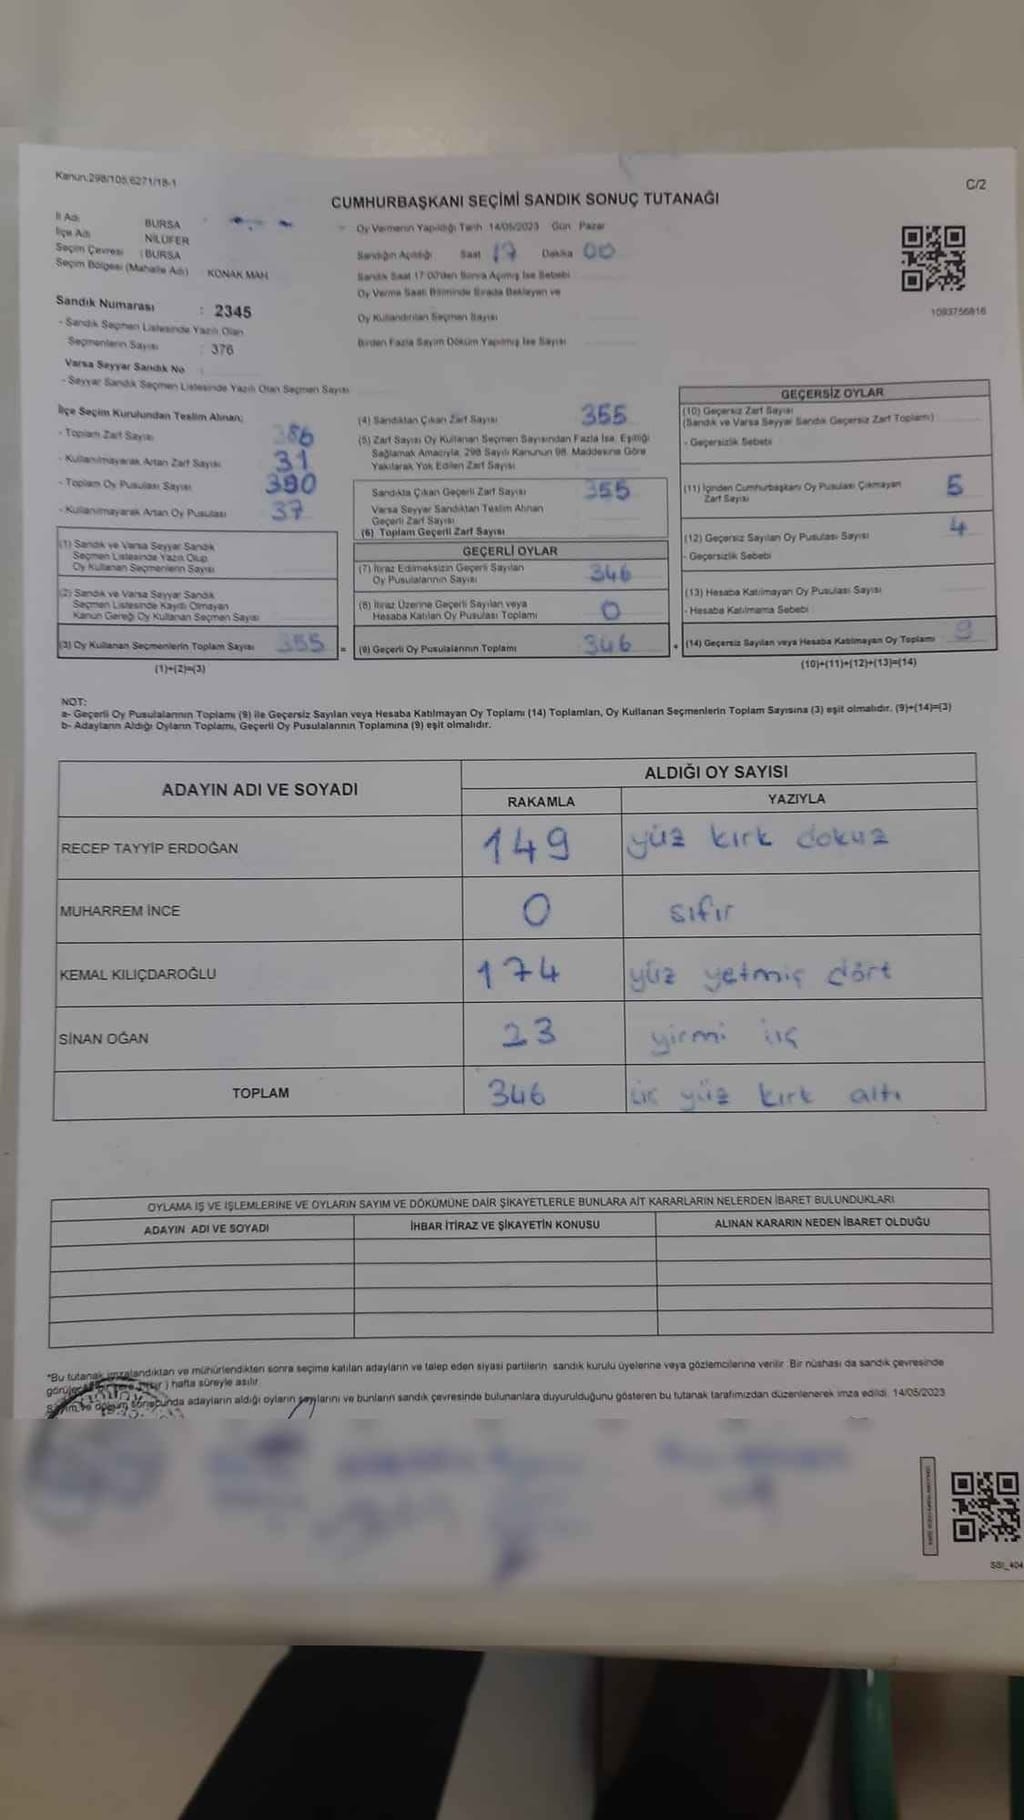 Kanun:298/105,6271/18-1
C/2
CUMHURBAŞKANI SEÇİMİ SANDIK SONUÇ TUTANAĞI
İl Adı BURSA
İlçe Adı NİLÜFER
Seçim Çevresi : BURSA
Seçim Bölgesi (Mahalle Adı) KONAK MAH
Sandık Numarası : 2345
- Sandık Seçmen Listesinde Yazılı Olan
Seçmenlerin Sayısı : 376
Varsa Seyyar Sandık No
- Seyyar Sandık Seçmen Listesinde Yazılı Olan Seçmen Sayısı
Oy Vermenin Yapıldığı Tarih 14/05/2023 Gün Pazar
Sandığın Açıldığı Saat 17 Dakika 00
Sandık Saat 17:00'den Sonra Açılmış İse Sebebi
Oy Verme Saati Bitiminde Sırada Bekleyen ve
Oy Kullandırılan Seçmen Sayısı
Birden Fazla Sayım Döküm Yapılmış İse Sayısı
1093756816
İlçe Seçim Kurulundan Teslim Alınan;
- Toplam Zarf Sayısı 386
- Kullanılmayarak Artan Zarf Sayısı 31
- Toplam Oy Pusulası Sayısı 390
- Kullanılmayarak Artan Oy Pusulası 37
(1) Sandık ve Varsa Seyyar Sandık
Seçmen Listesinde Yazılı Olup
Oy Kullanan Seçmenlerin Sayısı
(2) Sandık ve Varsa Seyyar Sandık
Seçmen Listesinde Kayıtlı Olmayan
Kanun Gereği Oy Kullanan Seçmen Sayısı
(3) Oy Kullanan Seçmenlerin Toplam Sayısı 355
(1)+(2)=(3)
(4) Sandıktan Çıkan Zarf Sayısı 355
(5) Zarf Sayısı Oy Kullanan Seçmen Sayısından Fazla İse, Eşitliği
Sağlamak Amacıyla, 298 Sayılı Kanunun 98. Maddesine Göre
Yakılarak Yok Edilen Zarf Sayısı
Sandıkta Çıkan Geçerli Zarf Sayısı 355
Varsa Seyyar Sandıktan Teslim Alınan
Geçerli Zarf Sayısı
(6) Toplam Geçerli Zarf Sayısı
GEÇERLİ OYLAR
(7) İtiraz Edilmeksizin Geçerli Sayılan
Oy Pusulalarının Sayısı 346
(8) İtiraz Üzerine Geçerli Sayılan veya
Hesaba Katılan Oy Pusulası Toplamı 0
= (9) Geçerli Oy Pusulalarının Toplamı 346
GEÇERSİZ OYLAR
(10) Geçersiz Zarf Sayısı
(Sandık ve Varsa Seyyar Sandık Geçersiz Zarf Toplamı)
- Geçersizlik Sebebi
(11) İçinden Cumhurbaşkanı Oy Pusulası Çıkmayan
Zarf Sayısı 5
(12) Geçersiz Sayılan Oy Pusulası Sayısı 4
- Geçersizlik Sebebi
(13) Hesaba Katılmayan Oy Pusulası Sayısı
- Hesaba Katılmama Sebebi
+ (14) Geçersiz Sayılan veya Hesaba Katılmayan Oy Toplamı 9
(10)+(11)+(12)+(13)=(14)
NOT:
a- Geçerli Oy Pusulalarının Toplamı (9) ile Geçersiz Sayılan veya Hesaba Katılmayan Oy Toplamı (14) Toplamları, Oy Kullanan Seçmenlerin Toplam Sayısına (3) eşit olmalıdır. (9)+(14)=(3)
b- Adayların Aldığı Oyların Toplamı, Geçerli Oy Pusulalarının Toplamına (9) eşit olmalıdır.
ADAYIN ADI VE SOYADI
ALDIĞI OY SAYISI
RAKAMLA YAZIYLA
RECEP TAYYİP ERDOĞAN 149 yüz kırk dokuz
MUHARREM İNCE 0 sıfır
KEMAL KILIÇDAROĞLU 174 yüz yetmiş dört
SİNAN OĞAN 23 yirmi üç
TOPLAM 346 üç yüz kırk altı
OYLAMA İŞ VE İŞLEMLERİNE VE OYLARIN SAYIM VE DÖKÜMÜNE DAİR ŞİKAYETLERLE BUNLARA AİT KARARLARIN NELERDEN İBARET BULUNDUKLARI
ADAYIN ADI VE SOYADI İHBAR İTİRAZ VE ŞİKAYETİN KONUSU ALINAN KARARIN NEDEN İBARET OLDUĞU
*Bu tutanak imzalandıktan ve mühürlendikten sonra seçime katılan adayların ve talep eden siyasi partilerin sandık kurulu üyelerine veya gözlemcilerine verilir. Bir nüshası da sandık çevresinde
hafta süreyle asılır.
Sayım ve döküm sonucunda adayların aldığı oyların sayılarını ve bunların sandık çevresinde bulunanlara duyurulduğunu gösteren bu tutanak tarafımızdan düzenlenerek imza edildi. 14/05/2023
SSI_404